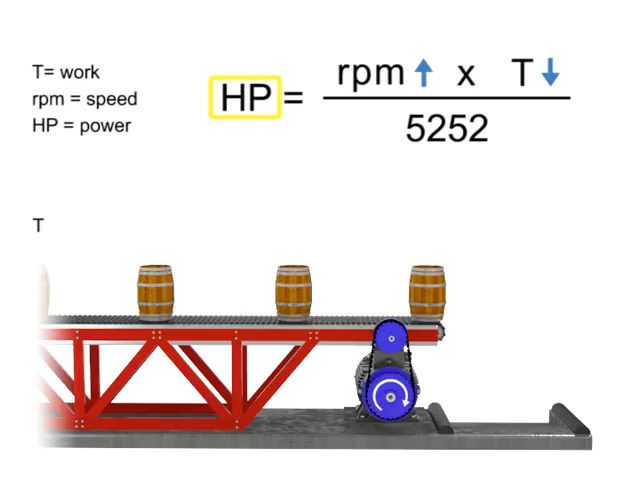 T= work
rpm = speed
HP = power
HP = rpm ↑ x T ↓
5252
T